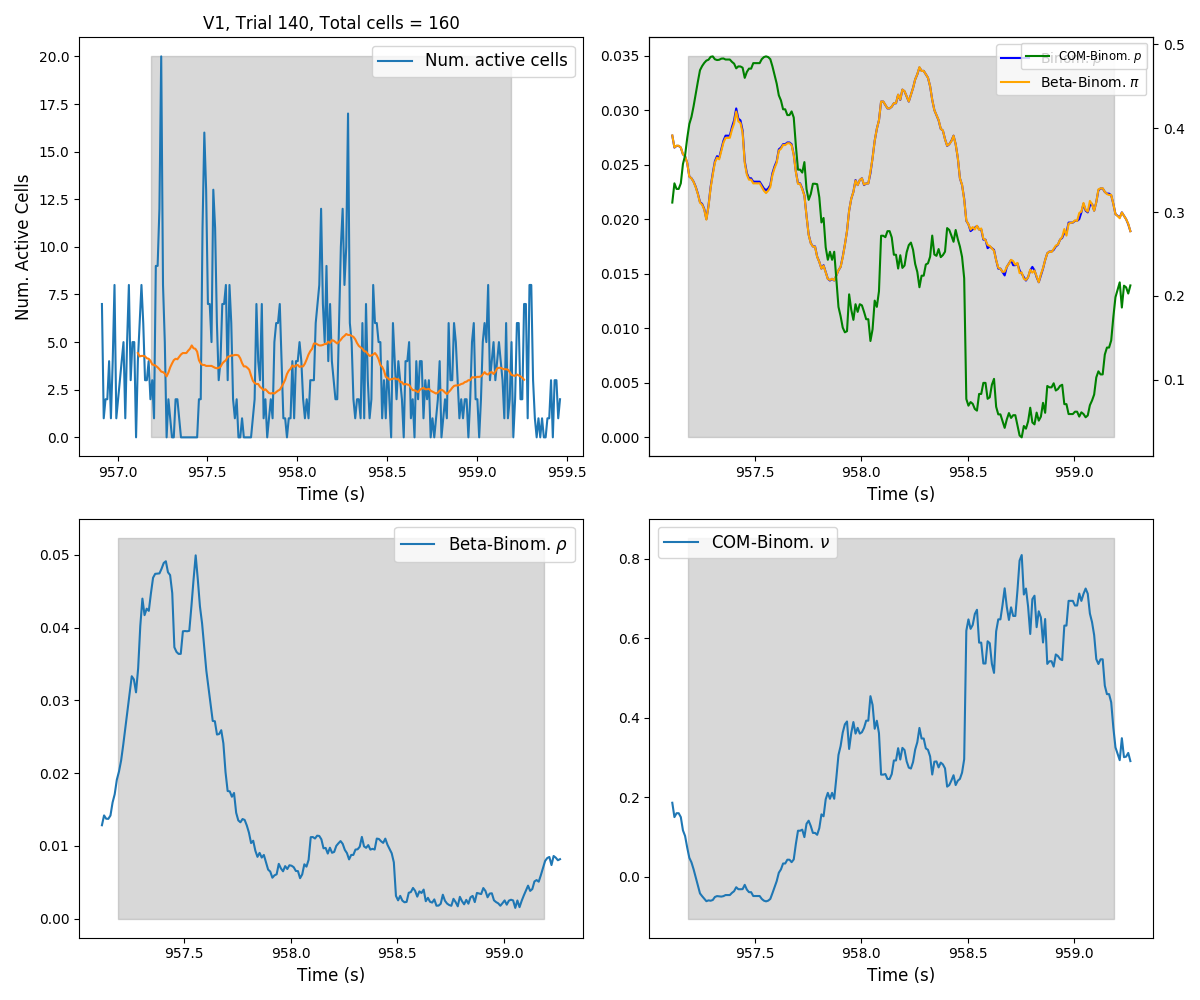 V1, Trial 140, Total cells = 160
Num. active cells
20.0
17.5
15.0
12.5
10.0
7.5
5.0
2.5
0.0
Num. Active Cells
957.0 957.5 958.0 958.5 959.0 959.5
Time (s)
COM-Binom. p
Beta-Binom. π
0.035
0.030
0.025
0.020
0.015
0.010
0.005
0.000
0.5
0.4
0.3
0.2
0.1
957.5 958.0 958.5 959.0
Time (s)
Beta-Binom. ρ
0.05
0.04
0.03
0.02
0.01
0.00
957.5 958.0 958.5 959.0
Time (s)
COM-Binom. ν
0.8
0.6
0.4
0.2
0.0
957.5 958.0 958.5 959.0
Time (s)